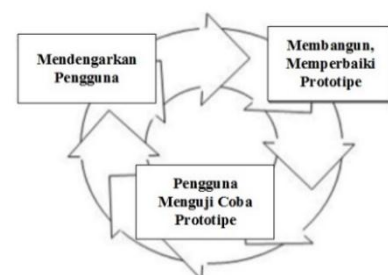 Mendengarkan
Pengguna
Membangun,
Memperbaiki
Prototipe
Pengguna
Menguji Coba
Prototipe